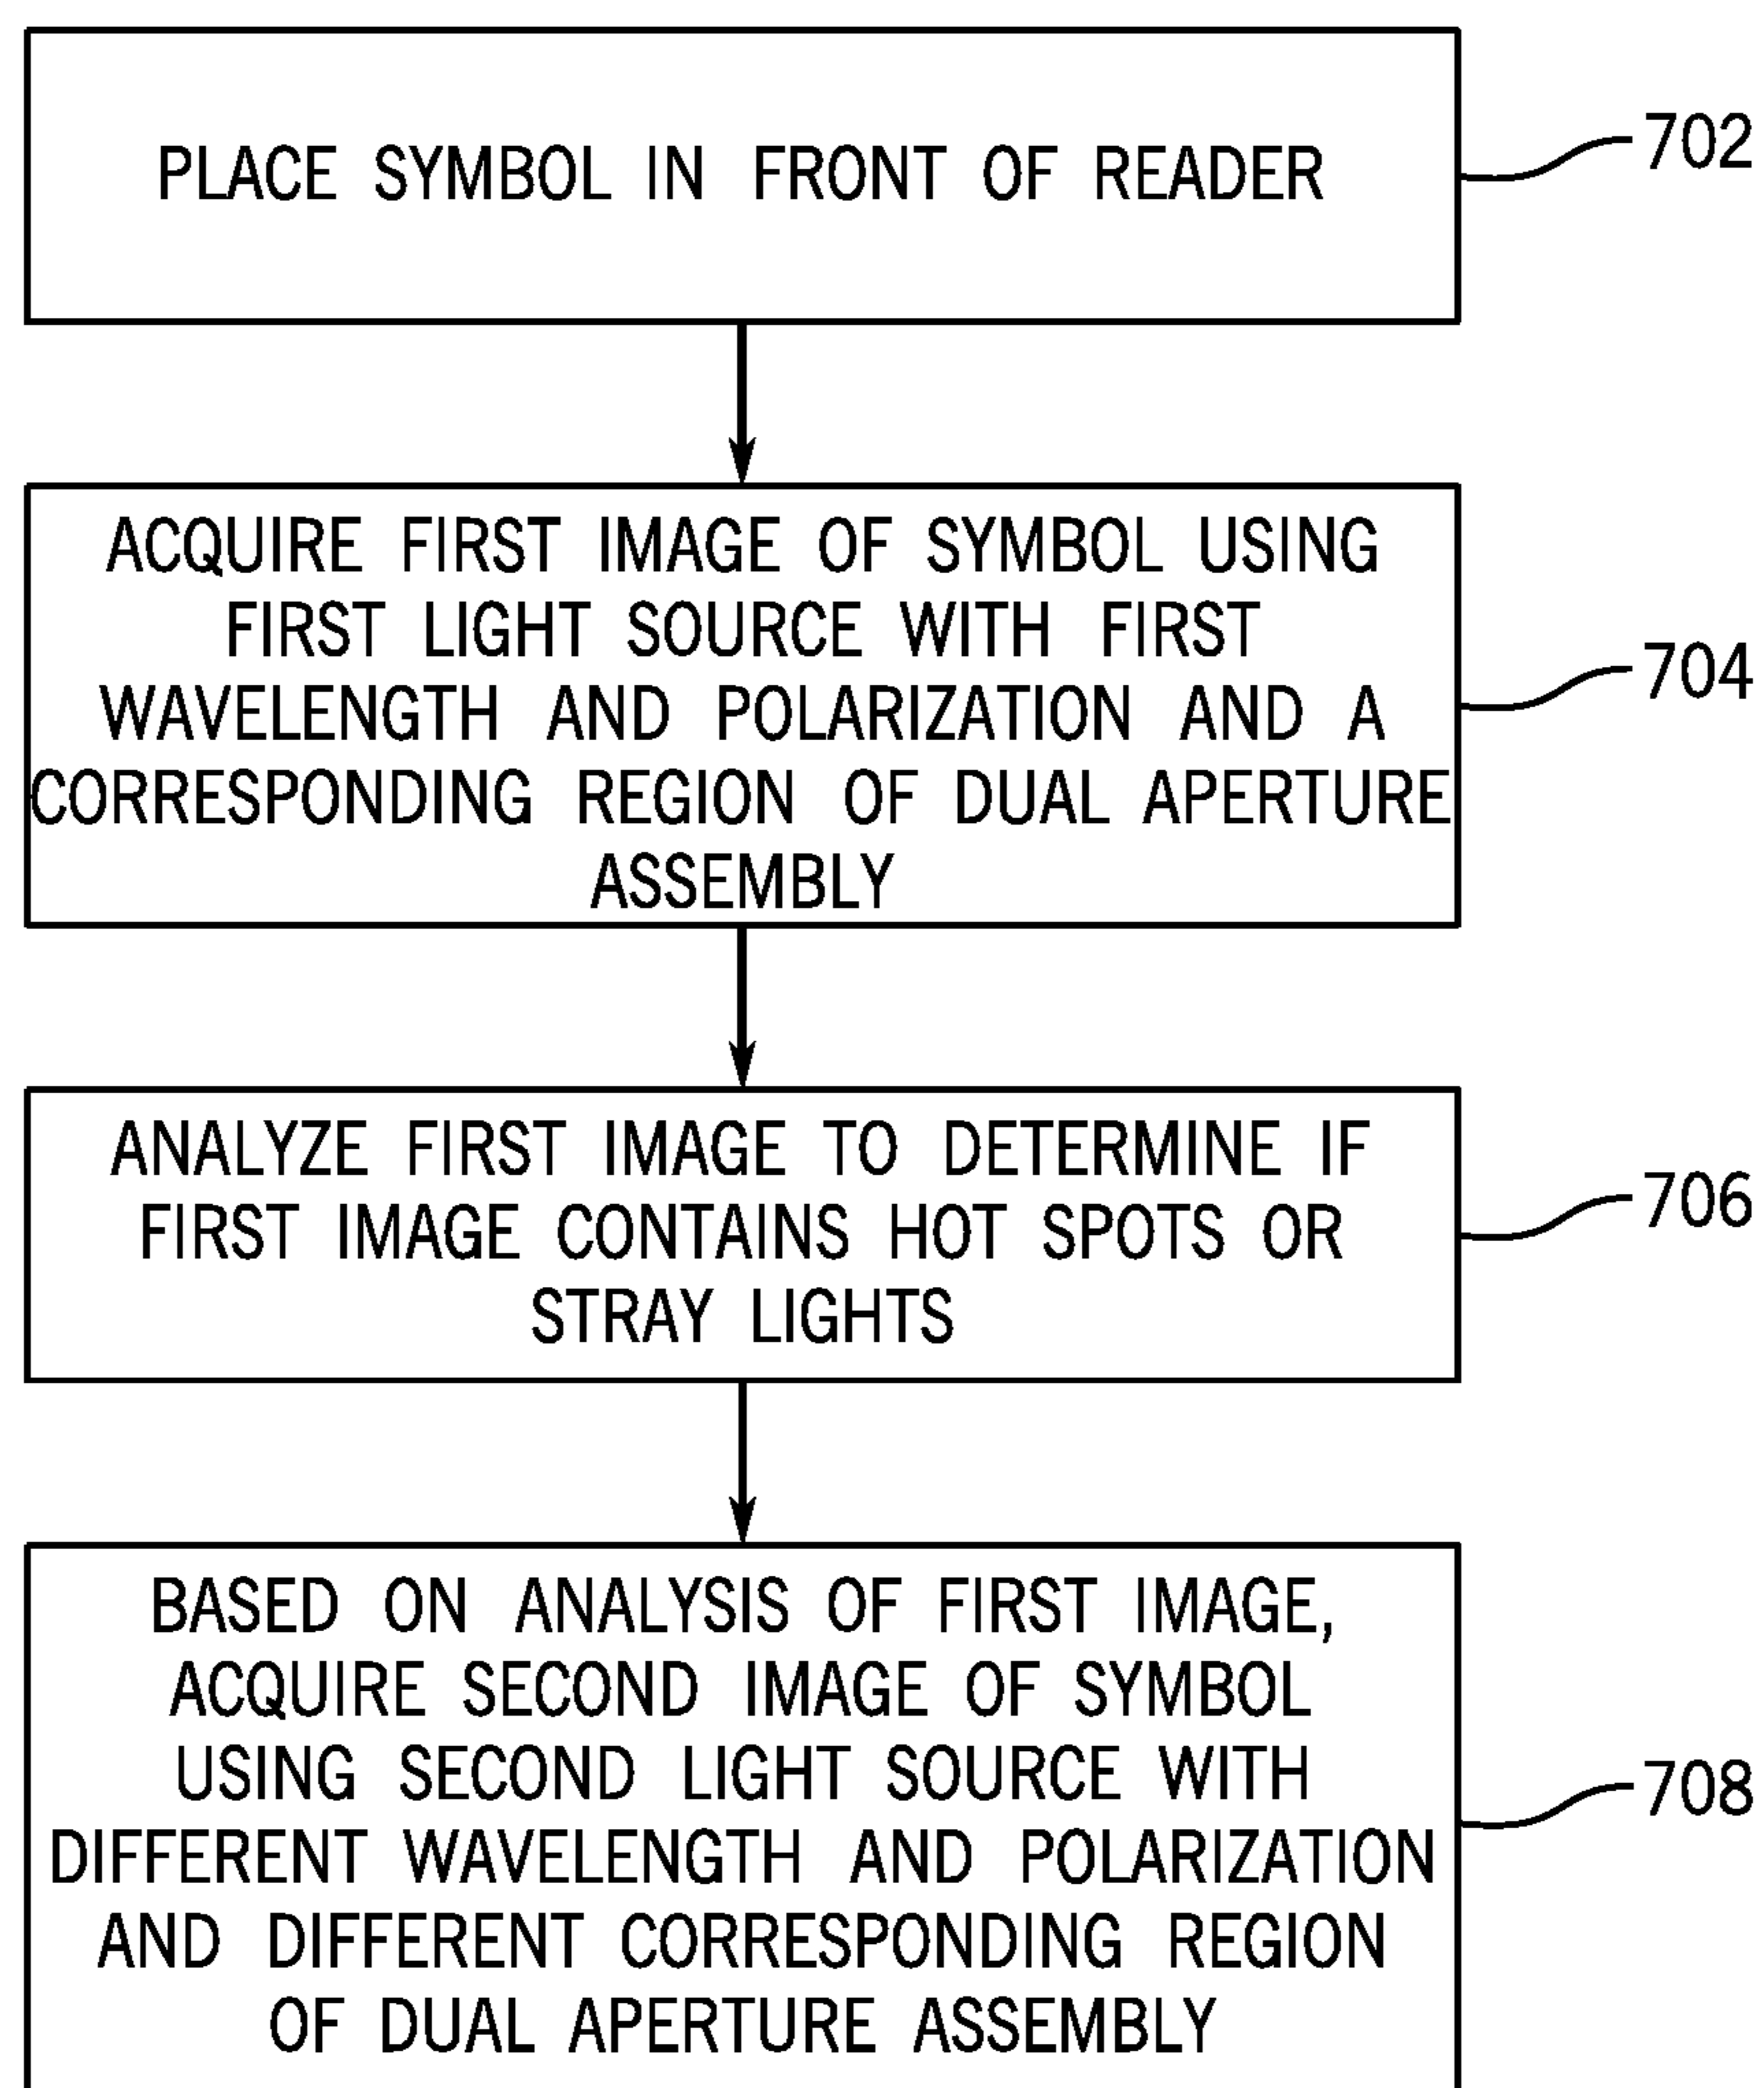 PLACE SYMBOL IN FRONT OF READER
702
ACQUIRE FIRST IMAGE OF SYMBOL USING
FIRST LIGHT SOURCE WITH FIRST
WAVELENGTH AND POLARIZATION AND A
CORRESPONDING REGION OF DUAL APERTURE
ASSEMBLY
704
ANALYZE FIRST IMAGE TO DETERMINE IF
FIRST IMAGE CONTAINS HOT SPOTS OR
STRAY LIGHTS
706
BASED ON ANALYSIS OF FIRST IMAGE,
ACQUIRE SECOND IMAGE OF SYMBOL
USING SECOND LIGHT SOURCE WITH
DIFFERENT WAVELENGTH AND POLARIZATION
AND DIFFERENT CORRESPONDING REGION
OF DUAL APERTURE ASSEMBLY
708